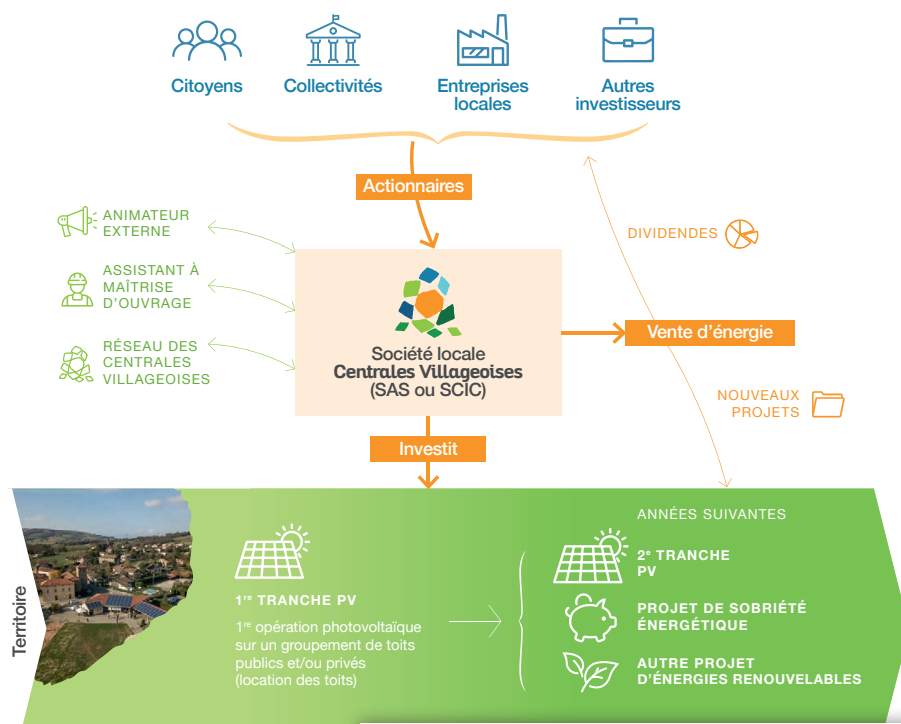 Citoyens
Collectivités
Entreprises
locales
Autres
investisseurs
Actionnaires
ANIMATEUR
EXTERNE
ASSISTANT À
MAÎTRISE
D'OUVRAGE
RÉSEAU DES
CENTRALES
VILLAGEOISES
Société locale
Centrales Villageoises
(SAS ou SCIC)
DIVIDENDES
Vente d'énergie
NOUVEAUX
PROJETS
Investit
Territoire
1re TRANCHE PV
1re opération photovoltaïque
sur un groupement de toits
publics et/ou privés
(location des toits)
ANNÉES SUIVANTES
2e TRANCHE
PV
PROJET DE SOBRIÉTÉ
ÉNERGÉTIQUE
AUTRE PROJET
D'ÉNERGIES RENOUVELABLES